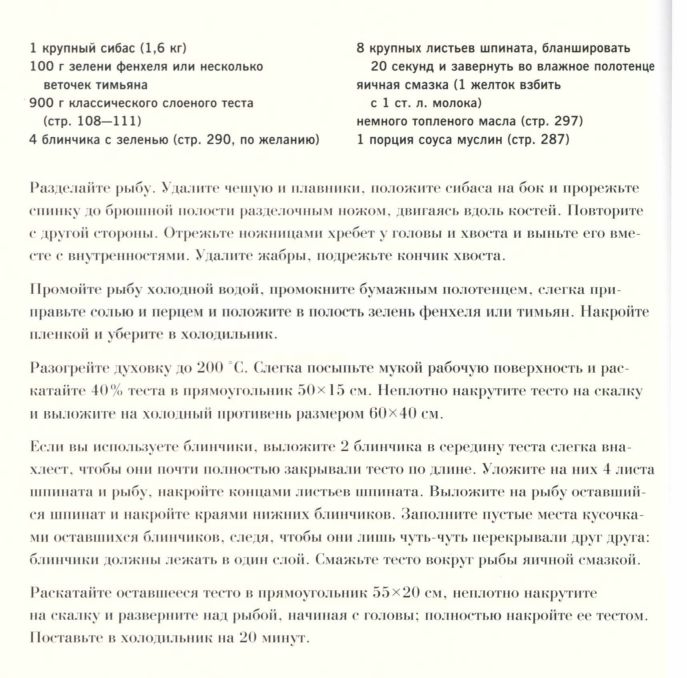 1 крупный сибас (1,6 кг)
100 г зелени фенхеля или несколько
веточек тимьяна
900 г классического слоеного теста
(стр. 108—111)
4 блинчика с зеленью (стр. 290, по желанию)
8 крупных листьев шпината, бланшировать
20 секунд и завернуть во влажное полотенце
яичная смазка (1 желток взбить
с 1 ст. л. молока)
немного топленого масла (стр. 297)
1 порция соуса муслин (стр. 287)
Разделайте рыбу. Удалите чешую и плавники, положите сибаса на бок и прорежьте
спинку до брюшной полости разделочным ножом, двигаясь вдоль костей. Повторите
с другой стороны. Отрежьте ножницами хребет у головы и хвоста и выньте его вме-
сте с внутренностями. Удалите жабры, подрежьте кончик хвоста.
Промойте рыбу холодной водой, промокните бумажным полотенцем, слегка при-
правьте солью и перцем и положите в полость зелень фенхеля или тимьян. Накройте
пленкой и уберите в холодильник.
Разогрейте духовку до 200 °C. Слегка посыпьте мукой рабочую поверхность и рас-
катайте 40% теста в прямоугольник 50×15 см. Неплотно накрутите тесто на скалку
и выложите на холодный противень размером 60×40 см.
Если вы используете блинчики, выложите 2 блинчика в середину теста слегка вна-
хлест, чтобы они почти полностью закрывали тесто по длине. Уложите на них 4 листа
шпината и рыбу, накройте концами листьев шпината. Выложите на рыбу оставший-
ся шпинат и накройте краями нижних блинчиков. Заполните пустые места кусочка-
ми оставшихся блинчиков, следя, чтобы они лишь чуть-чуть перекрывали друг друга:
блинчики должны лежать в один слой. Смажьте тесто вокруг рыбы яичной смазкой.
Раскатайте оставшееся тесто в прямоугольник 55×20 см, неплотно накрутите
на скалку и разверните над рыбой, начиная с головы; полностью накройте ее тестом.
Поставьте в холодильник на 20 минут.